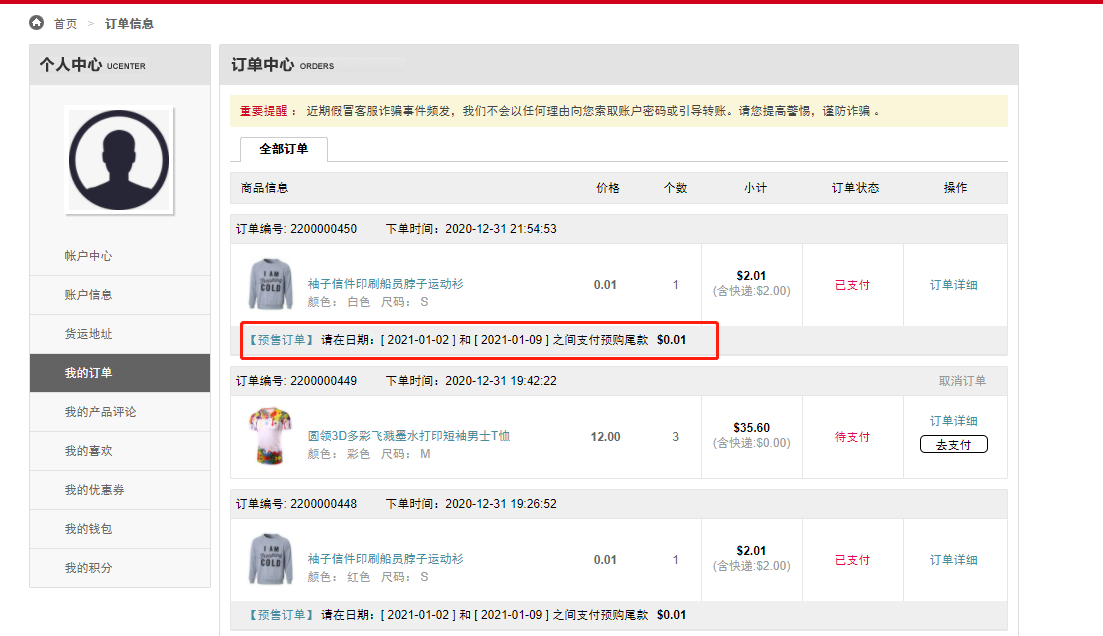 首页 > 订单信息
个人中心 UCENTER
帐户中心
账户信息
货运地址
我的订单
我的产品评论
我的喜欢
我的优惠券
我的钱包
我的积分
订单中心 ORDERS
重要提醒： 近期假冒客服诈骗事件频发，我们不会以任何理由向您索取账户密码或引导转账。请您提高警惕，谨防诈骗 。
全部订单
商品信息 价格 个数 小计 订单状态 操作
订单编号: 2200000450 下单时间：2020-12-31 21:54:53
I AM
COLD
袖子信件印刷船员脖子运动衫 0.01 1 $2.01 已支付 订单详细
颜色： 白色 尺码： S (含快递:$2.00)
【预售订单】 请在日期：[ 2021-01-02 ] 和 [ 2021-01-09 ] 之间支付预购尾款 $0.01
订单编号: 2200000449 下单时间：2020-12-31 19:42:22 取消订单
圆领3D多彩飞溅墨水打印短袖男士T恤 12.00 3 $35.60 待支付 订单详细
颜色： 彩色 尺码： M (含快递:$0.00) 去支付
订单编号: 2200000448 下单时间：2020-12-31 19:26:52
I AM
COLD
袖子信件印刷船员脖子运动衫 0.01 1 $2.01 已支付 订单详细
颜色： 红色 尺码： S (含快递:$2.00)
【预售订单】 请在日期：[ 2021-01-02 ] 和 [ 2021-01-09 ] 之间支付预购尾款 $0.01